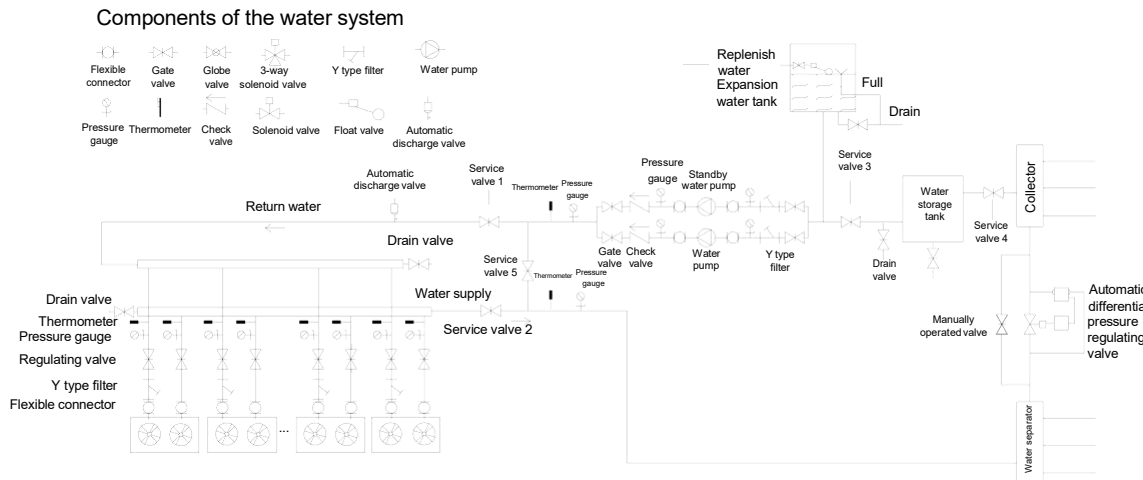 Components of the water system
Flexible
connector
Gate
valve
Globe
valve
3-way
solenoid valve
Y type filter
Water pump
Pressure
gauge
Thermometer
Check
valve
Solenoid valve
Float valve
Automatic
discharge valve
Replenish
water
Expansion
water tank
Full
Drain
Automatic
discharge valve
Service
valve 1
Thermometer
Pressure
gauge
Pressure
gauge
Standby
water pump
Service
valve 3
Water
storage
tank
Service
valve 4
Collector
Return water
Drain valve
Service
valve 5
Gate
valve
Check
valve
Water
pump
Y type
filter
Drain
valve
Thermometer
Pressure
gauge
Drain valve
Water supply
Service valve 2
Thermometer
Pressure gauge
Regulating valve
Y type filter
Flexible connector
...
Manually
operated valve
Automatic
differential
pressure
regulating
valve
Water separator